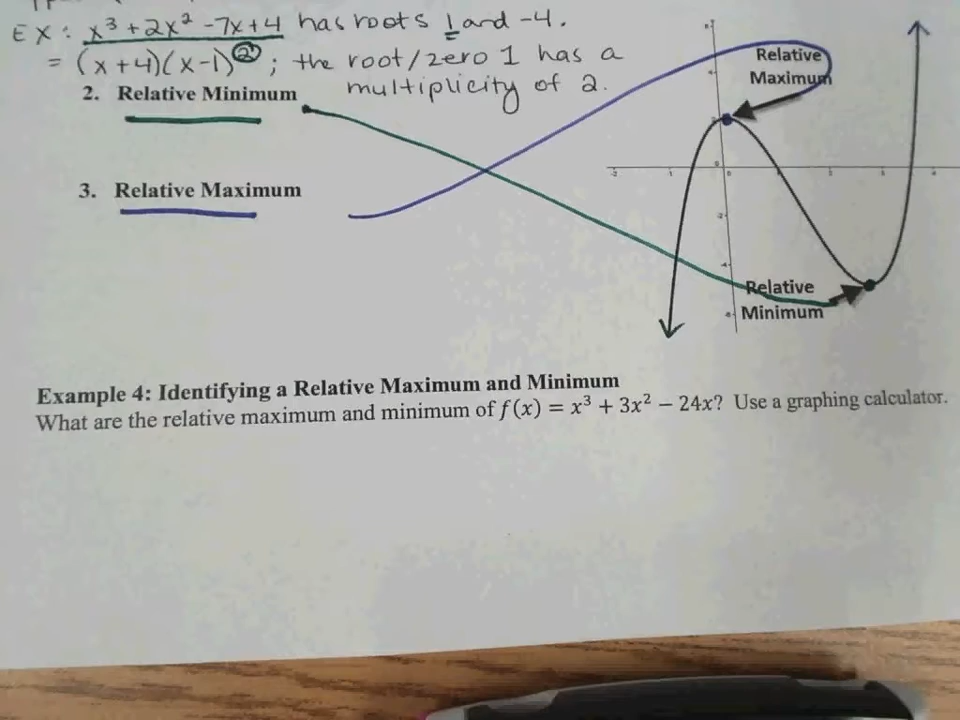 EX: x³ + 2x² - 7x + 4 has roots 1 and -4.
= (x + 4)(x - 1)²; the root/zero 1 has a
multiplicity of 2.
2. Relative Minimum
3. Relative Maximum
Relative
Maximum
Relative
Minimum
Example 4: Identifying a Relative Maximum and Minimum
What are the relative maximum and minimum of f(x) = x³ + 3x² − 24x? Use a graphing calculator.